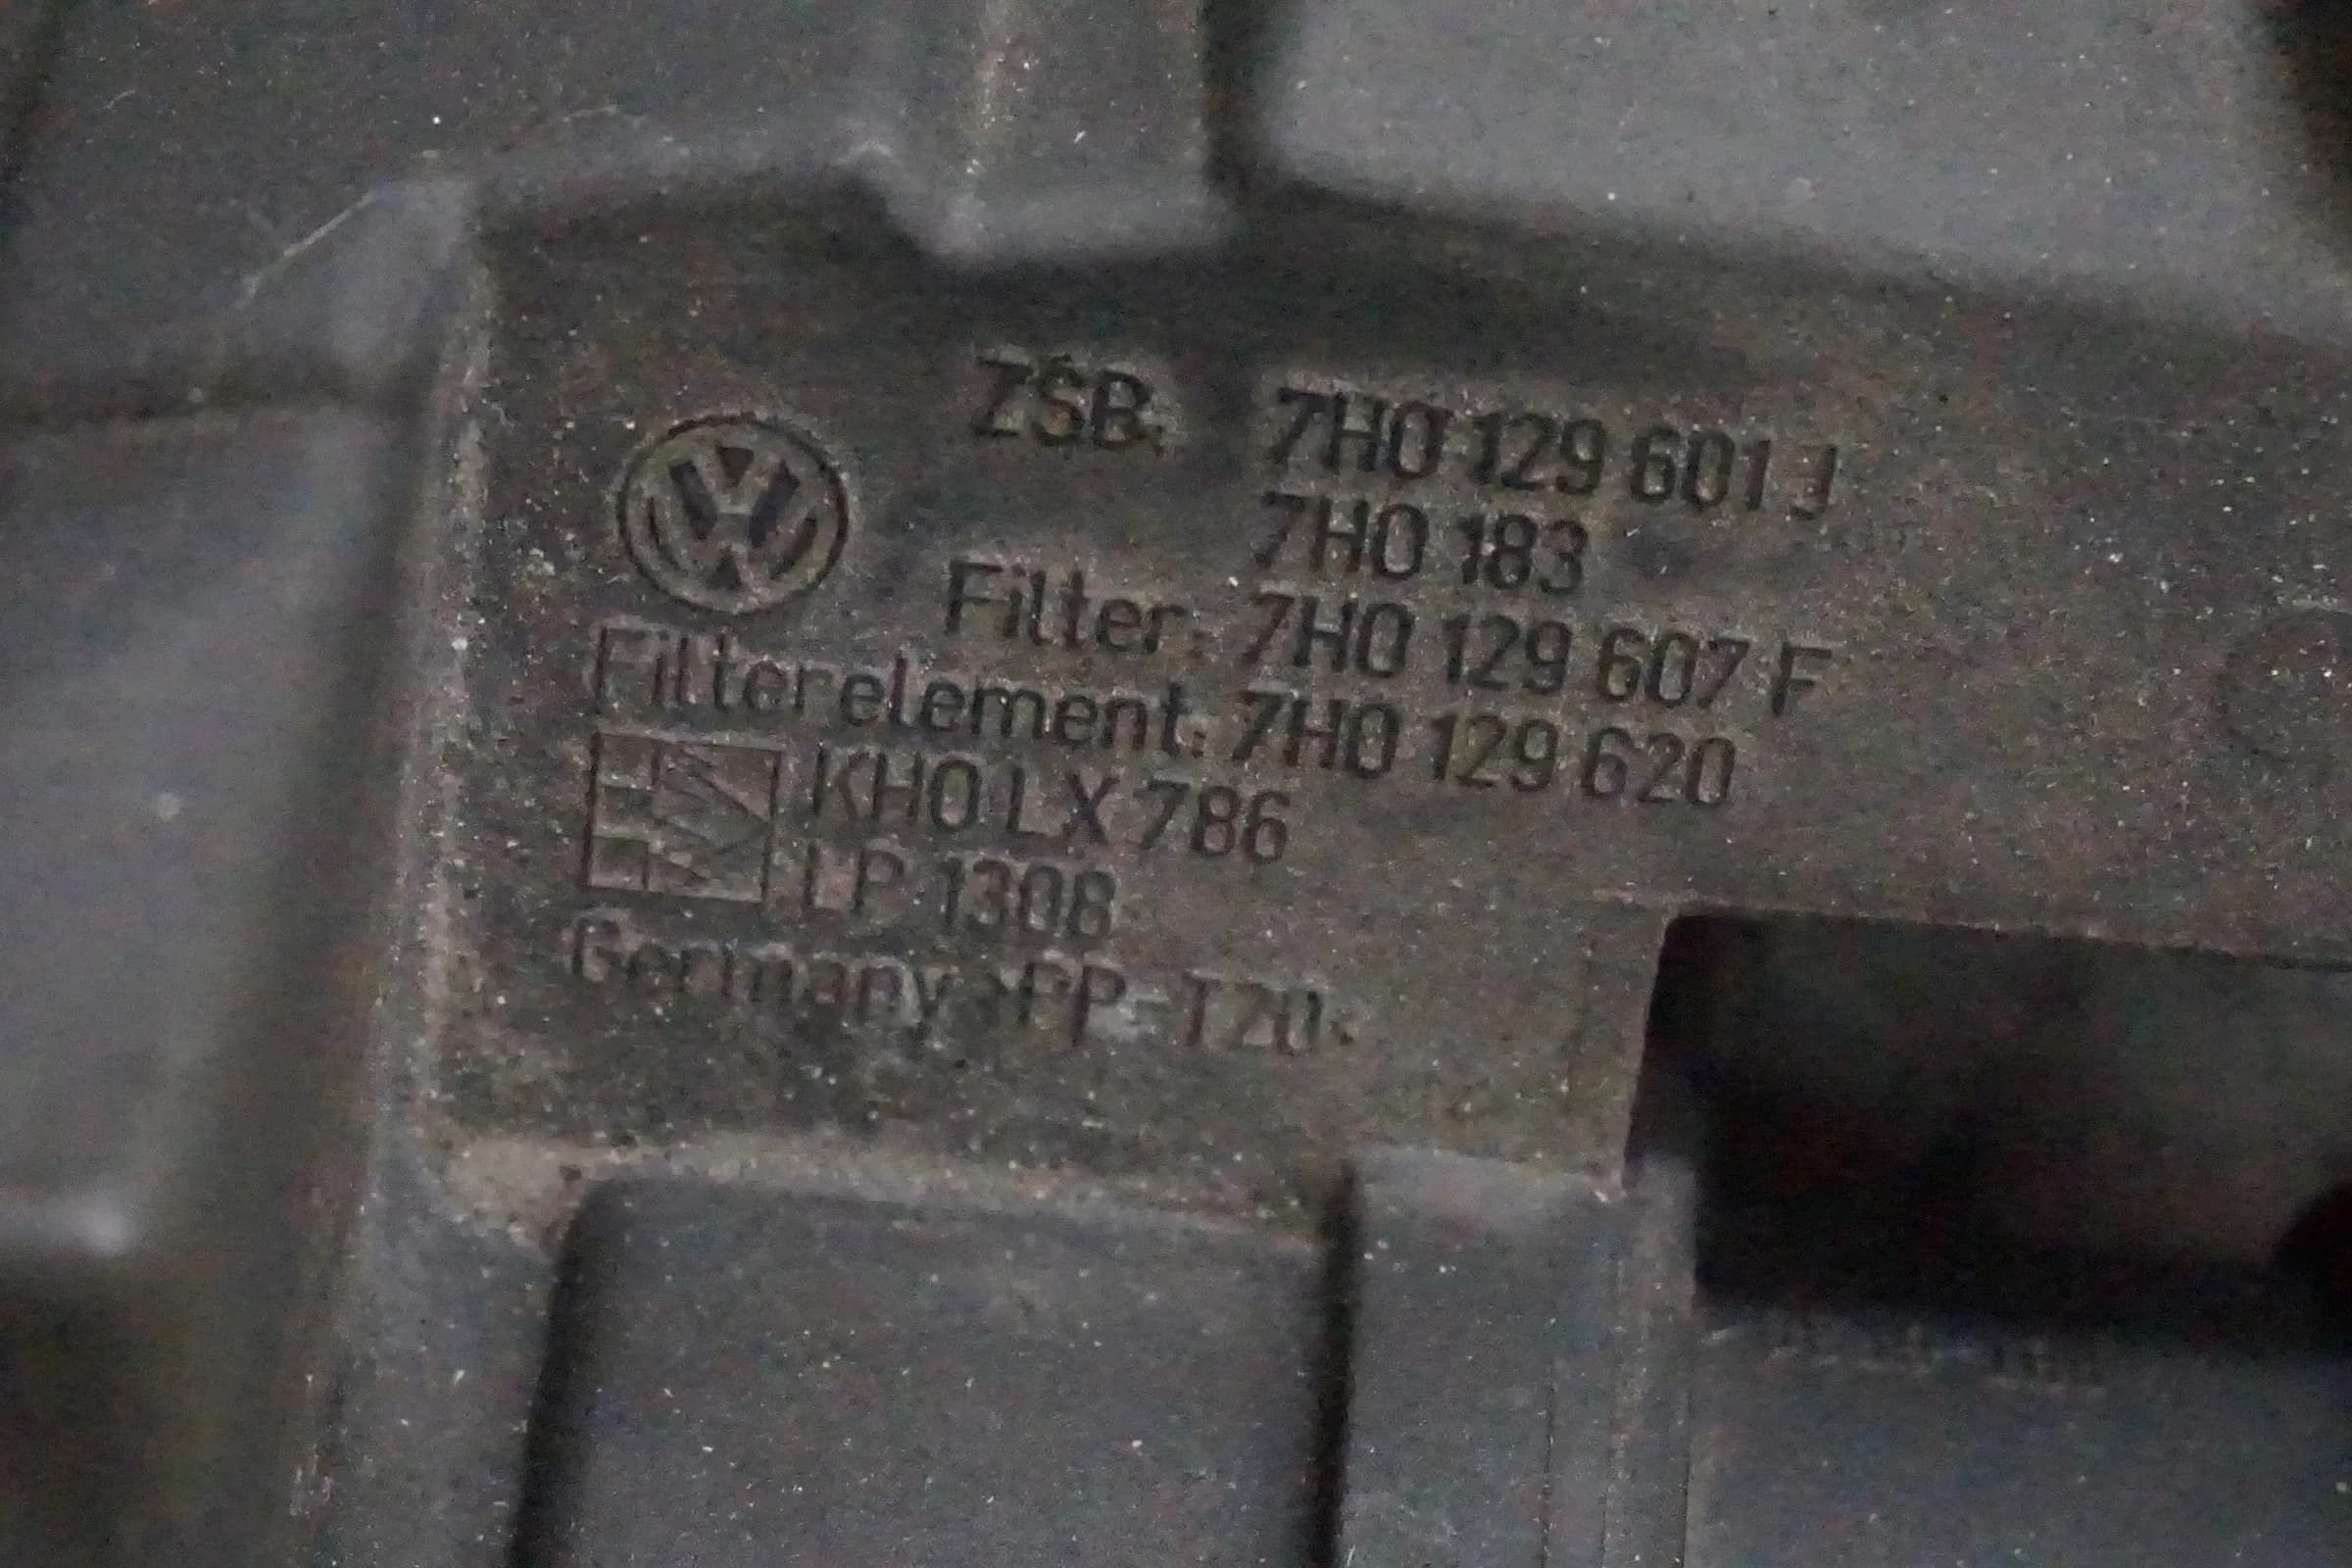 ZSB: 7H0 129 601 J
7H0 183
Filter: 7H0 129 607 F
Filterelement: 7H0 129 620
KH0 LX 786
LP 1308
Germany >PP-T20<